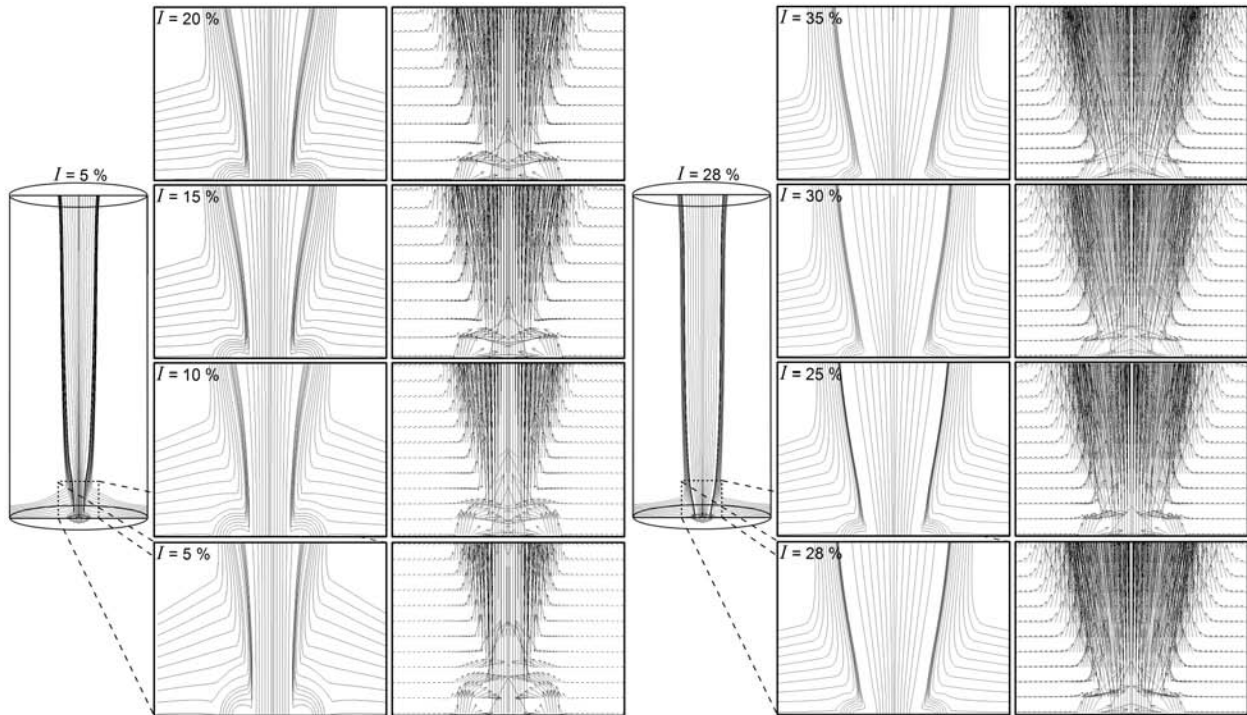 I = 20 %
I = 35 %
I = 5 %
I = 15 %
I = 28 %
I = 30 %
I = 10 %
I = 25 %
I = 5 %
I = 28 %